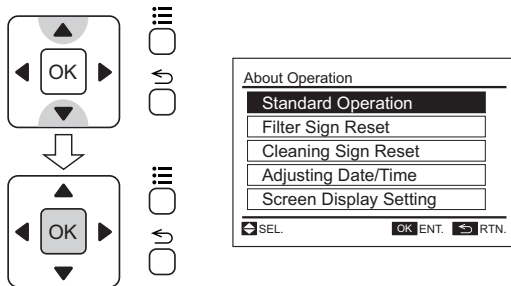 OK
OK
About Operation
Standard Operation
Filter Sign Reset
Cleaning Sign Reset
Adjusting Date/Time
Screen Display Setting
SEL. OK ENT. RTN.